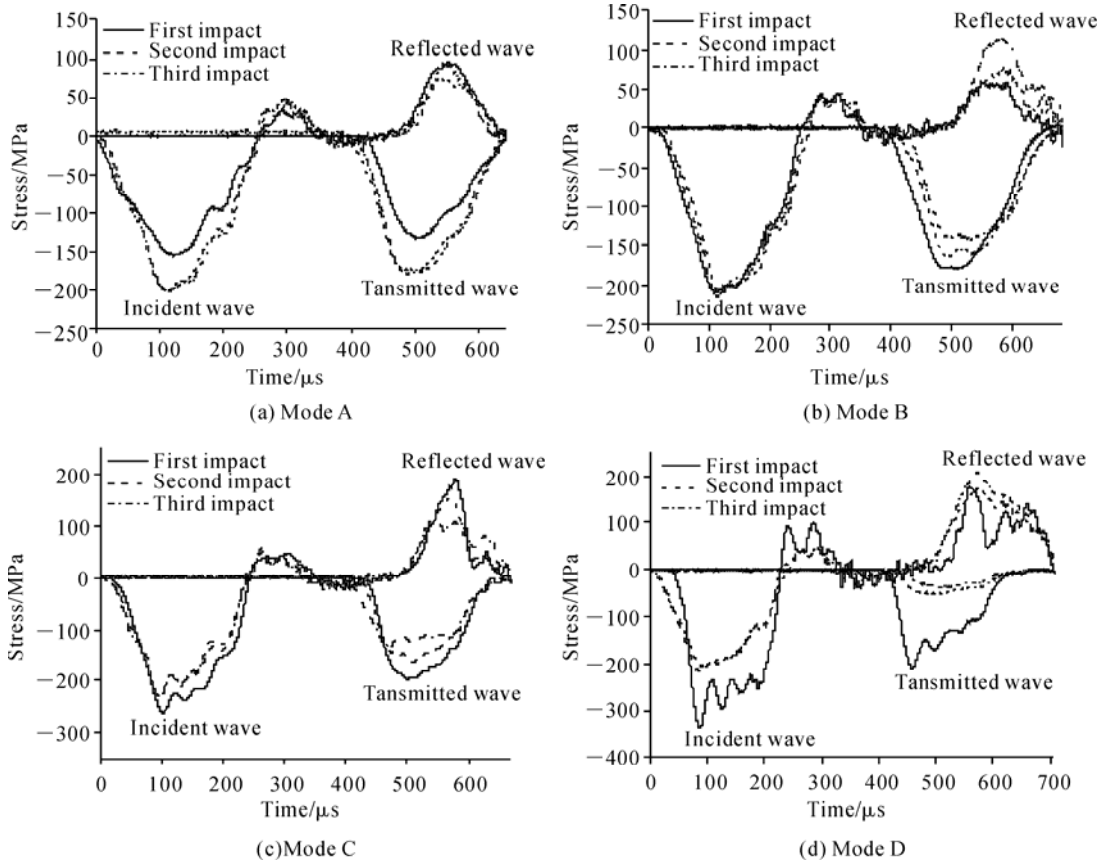 150
100
50
0
-50
-100
-150
-200
-250
Stress/MPa
First impact
Second impact
Third impact
Reflected wave
Incident wave
Tansmitted wave
0 100 200 300 400 500 600
Time/μs
(a) Mode A
150
100
50
0
-50
-100
-150
-200
-250
Stress/MPa
First impact
Second impact
Third impact
Reflected wave
Incident wave
Tansmitted wave
0 100 200 300 400 500 600
Time/μs
(b) Mode B
200
100
0
-100
-200
-300
Stress/MPa
First impact
Second impact
Third impact
Reflected wave
Incident wave
Tansmitted wave
0 100 200 300 400 500 600
Time/μs
(c)Mode C
200
100
0
-100
-200
-300
-400
Stress/MPa
First impact
Second impact
Third impact
Reflected wave
Incident wave
Tansmitted wave
0 100 200 300 400 500 600 700
Time/μs
(d) Mode D